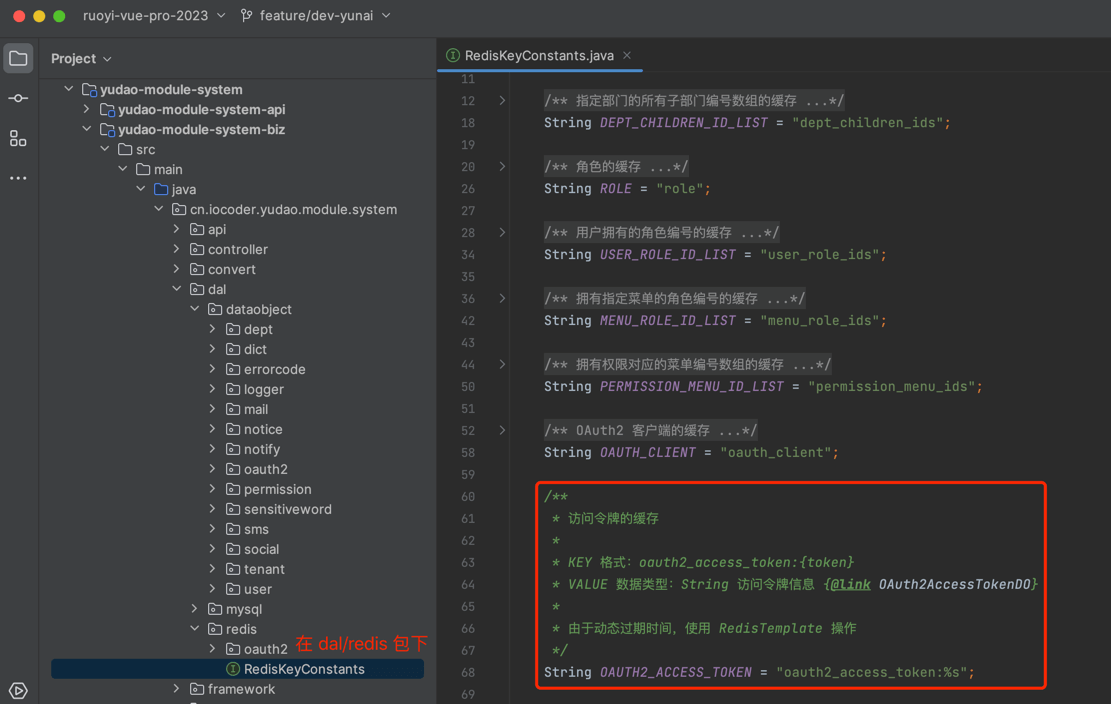 ruoyi-vue-pro-2023
feature/dev-yunai
Project
RedisKeyConstants.java
yudao-module-system
yudao-module-system-api
yudao-module-system-biz
src
main
java
cn.iocoder.yudao.module.system
api
controller
convert
dal
dataobject
dept
dict
errorcode
logger
mail
notice
notify
oauth2
permission
sensitiveword
sms
social
tenant
user
mysql
redis
在 dal/redis 包下
oauth2
RedisKeyConstants
framework
11
12 /** 指定部门的所有子部门编号数组的缓存 ...*/
18 String DEPT_CHILDREN_ID_LIST = "dept_children_ids";
19
20 /** 角色的缓存 ...*/
26 String ROLE = "role";
27
28 /** 用户拥有的角色编号的缓存 ...*/
34 String USER_ROLE_ID_LIST = "user_role_ids";
35
36 /** 拥有指定菜单的角色编号的缓存 ...*/
42 String MENU_ROLE_ID_LIST = "menu_role_ids";
43
44 /** 拥有权限对应的菜单编号数组的缓存 ...*/
50 String PERMISSION_MENU_ID_LIST = "permission_menu_ids";
51
52 /** OAuth2 客户端的缓存 ...*/
58 String OAUTH_CLIENT = "oauth_client";
59
60 /**
61 * 访问令牌的缓存
62 *
63 * KEY 格式：oauth2_access_token:{token}
64 * VALUE 数据类型：String 访问令牌信息 {@link OAuth2AccessTokenDO}
65 *
66 * 由于动态过期时间，使用 RedisTemplate 操作
67 */
68 String OAUTH2_ACCESS_TOKEN = "oauth2_access_token:%s";
69